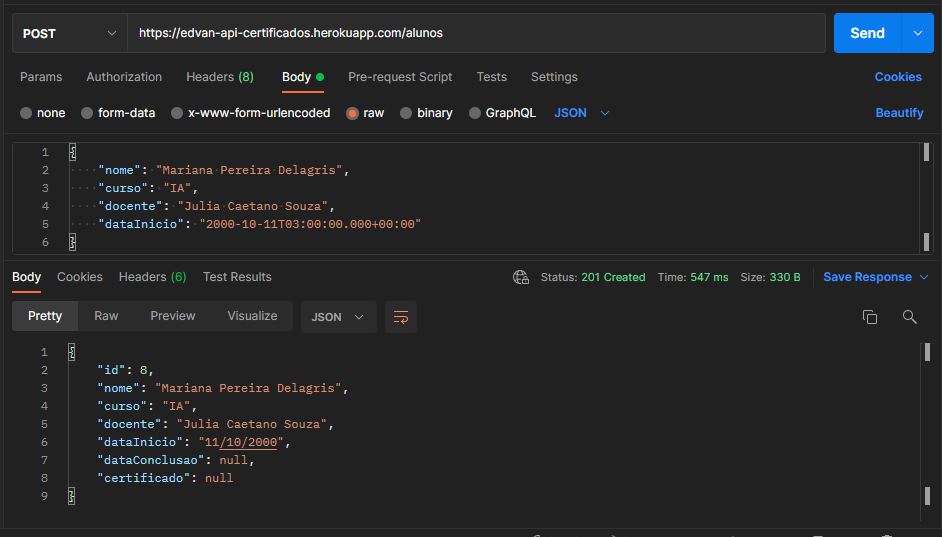 POST https://edvan-api-certificados.herokuapp.com/alunos Send
Params Authorization Headers (8) Body Pre-request Script Tests Settings Cookies
none form-data x-www-form-urlencoded raw binary GraphQL JSON Beautify
1 {
2 "nome": "Mariana Pereira Delagris",
3 "curso": "IA",
4 "docente": "Julia Caetano Souza",
5 "dataInicio": "2000-10-11T03:00:00.000+00:00"
6 }
Body Cookies Headers (6) Test Results Status: 201 Created Time: 547 ms Size: 330 B Save Response
Pretty Raw Preview Visualize JSON
1 {
2 "id": 8,
3 "nome": "Mariana Pereira Delagris",
4 "curso": "IA",
5 "docente": "Julia Caetano Souza",
6 "dataInicio": "11/10/2000",
7 "dataConclusao": null,
8 "certificado": null
9 }